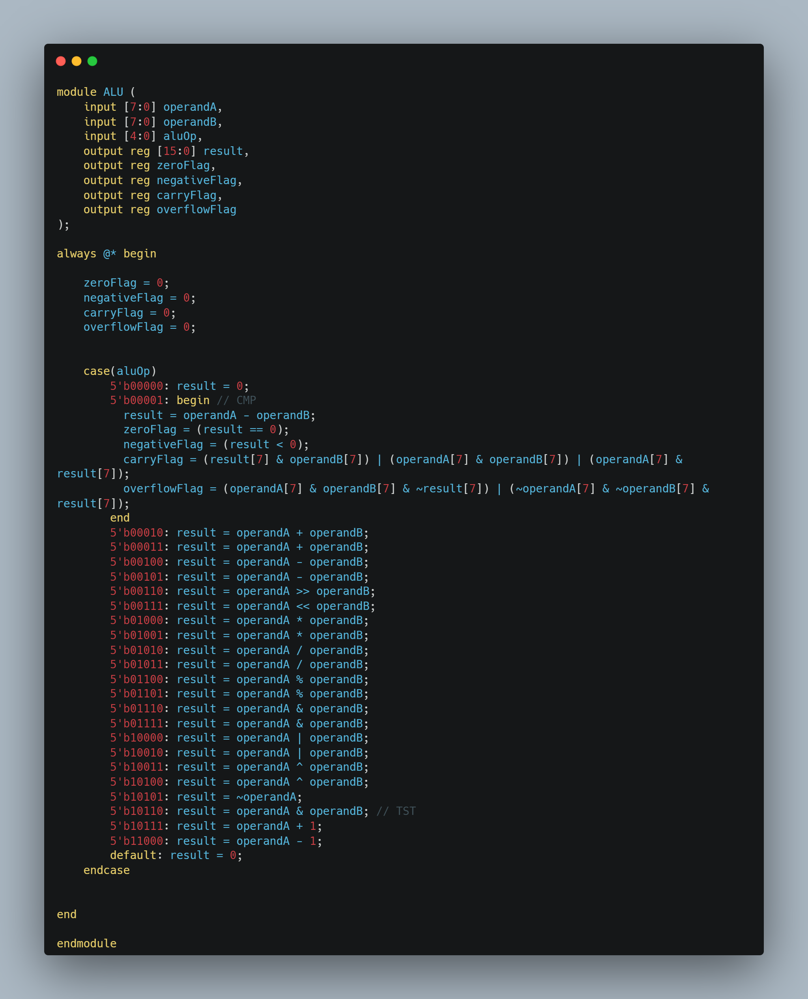 module ALU (
    input [7:0] operandA,
    input [7:0] operandB,
    input [4:0] aluOp,
    output reg [15:0] result,
    output reg zeroFlag,
    output reg negativeFlag,
    output reg carryFlag,
    output reg overflowFlag
);

always @* begin

    zeroFlag = 0;
    negativeFlag = 0;
    carryFlag = 0;
    overflowFlag = 0;


    case(aluOp)
        5'b00000: result = 0;
        5'b00001: begin // CMP
          result = operandA - operandB;
          zeroFlag = (result == 0);
          negativeFlag = (result < 0);
          carryFlag = (result[7] & operandB[7]) | (operandA[7] & operandB[7]) | (operandA[7] &
result[7]);
          overflowFlag = (operandA[7] & operandB[7] & ~result[7]) | (~operandA[7] & ~operandB[7] &
result[7]);
        end
        5'b00010: result = operandA + operandB;
        5'b00011: result = operandA + operandB;
        5'b00100: result = operandA - operandB;
        5'b00101: result = operandA - operandB;
        5'b00110: result = operandA >> operandB;
        5'b00111: result = operandA << operandB;
        5'b01000: result = operandA * operandB;
        5'b01001: result = operandA * operandB;
        5'b01010: result = operandA / operandB;
        5'b01011: result = operandA / operandB;
        5'b01100: result = operandA % operandB;
        5'b01101: result = operandA % operandB;
        5'b01110: result = operandA & operandB;
        5'b01111: result = operandA & operandB;
        5'b10000: result = operandA | operandB;
        5'b10010: result = operandA | operandB;
        5'b10011: result = operandA ^ operandB;
        5'b10100: result = operandA ^ operandB;
        5'b10101: result = ~operandA;
        5'b10110: result = operandA & operandB; // TST
        5'b10111: result = operandA + 1;
        5'b11000: result = operandA - 1;
        default: result = 0;
    endcase


end

endmodule